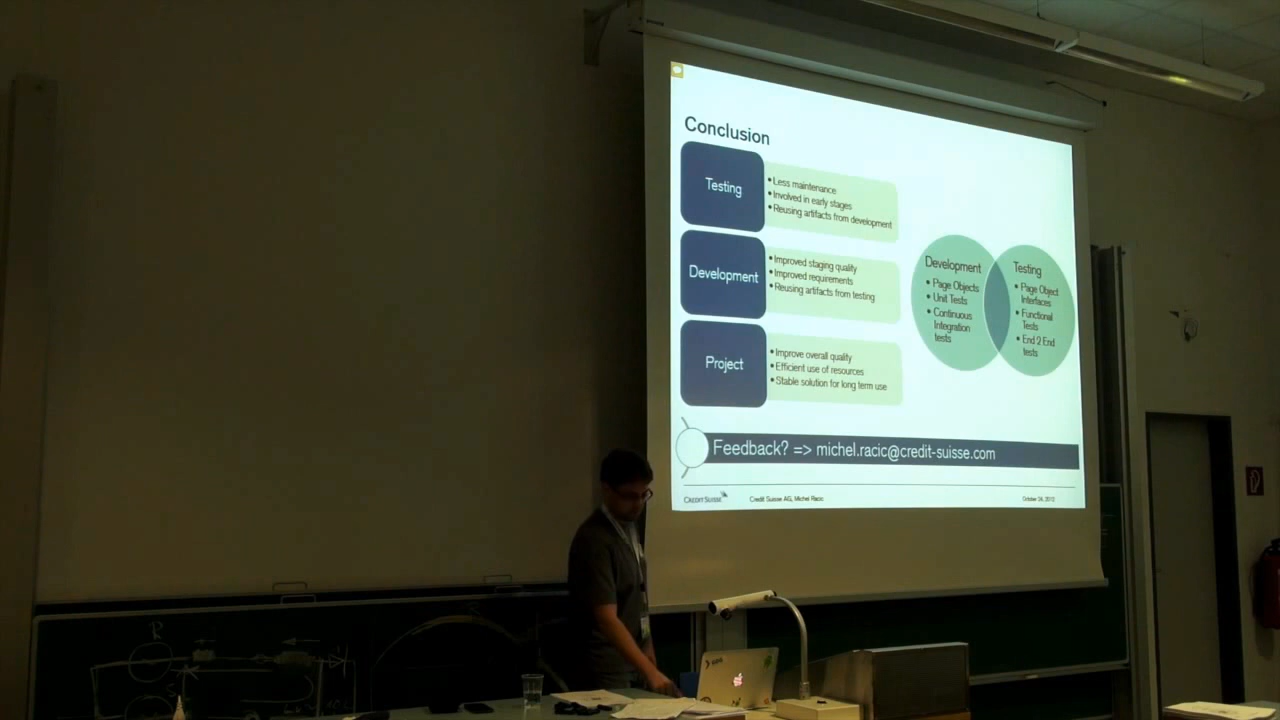 Conclusion
Testing
• Less maintenance
• Involved in early stages
• Reusing artifacts from development
Development
• Improved staging quality
• Improved requirements
• Reusing artifacts from testing
Project
• Improve overall quality
• Efficient use of resources
• Stable solution for long term use
Development
• Page Objects
• Unit Tests
• Continuous
Integration
tests
Testing
• Page Object
Interfaces
• Functional
Tests
• End 2 End
tests
Feedback? => michel.racic@credit-suisse.com
CREDIT SUISSE
Credit Suisse AG, Michel Racic
R